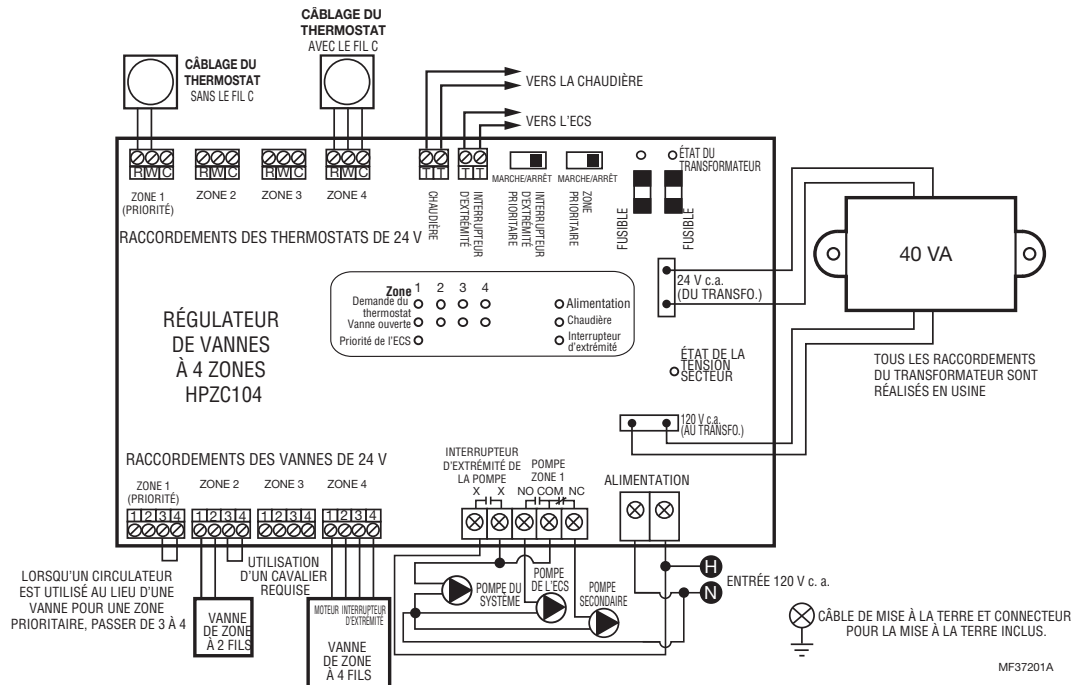 CÂBLAGE DU
THERMOSTAT
SANS LE FIL C
CÂBLAGE DU
THERMOSTAT
AVEC LE FIL C
VERS LA CHAUDIÈRE
VERS L'ECS
R W C
R W C
R W C
R W C
T T
T T
ZONE 1
(PRIORITÉ)
ZONE 2
ZONE 3
ZONE 4
CHAUDIÈRE
INTERRUPTEUR
D'EXTRÉMITÉ
MARCHE/ARRÊT
INTERRUPTEUR
D'EXTRÉMITÉ
PRIORITAIRE
MARCHE/ARRÊT
ZONE
PRIORITAIRE
ÉTAT DU
TRANSFORMATEUR
FUSIBLE
FUSIBLE
RACCORDEMENTS DES THERMOSTATS DE 24 V
24 V c.a.
(DU TRANSFO.)
40 VA
Zone 1 2 3 4
Demande du
thermostat
Vanne ouverte
Priorité de l'ECS
Alimentation
Chaudière
Interrupteur
d'extrémité
RÉGULATEUR
DE VANNES
À 4 ZONES
HPZC104
ÉTAT DE LA
TENSION
SECTEUR
TOUS LES RACCORDEMENTS
DU TRANSFORMATEUR SONT
RÉALISÉS EN USINE
120 V c.a.
(AU TRANSFO.)
RACCORDEMENTS DES VANNES DE 24 V
ZONE 1
(PRIORITÉ)
ZONE 2
ZONE 3
ZONE 4
1 2 3 4
1 2 3 4
1 2 3 4
1 2 3 4
INTERRUPTEUR
D'EXTRÉMITÉ DE
LA POMPE
X X
POMPE
ZONE 1
NO COM NC
ALIMENTATION
LORSQU'UN CIRCULATEUR
EST UTILISÉ AU LIEU D'UNE
VANNE POUR UNE ZONE
PRIORITAIRE, PASSER DE 3 À 4
UTILISATION
D'UN CAVALIER
REQUISE
VANNE
DE ZONE
À 2 FILS
MOTEUR INTERRUPTEUR
D'EXTRÉMITÉ
VANNE
DE ZONE
À 4 FILS
POMPE DU
SYSTÈME
POMPE
DE L'ECS
POMPE
SECONDAIRE
H
N
ENTRÉE 120 V c. a.
CÂBLE DE MISE À LA TERRE ET CONNECTEUR
POUR LA MISE À LA TERRE INCLUS.
MF37201A